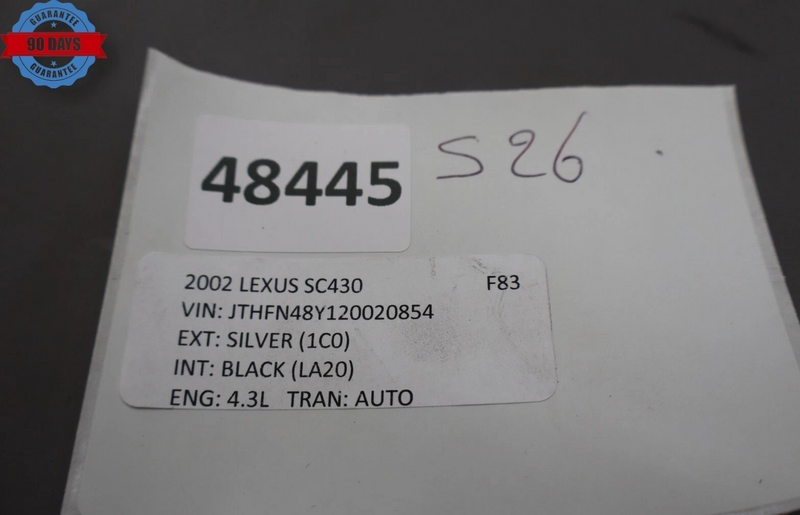 GUARANTEE
90 DAYS
GUARANTEE
48445
S26
2002 LEXUS SC430 F83
VIN: JTHFN48Y120020854
EXT: SILVER (1C0)
INT: BLACK (LA20)
ENG: 4.3L TRAN: AUTO